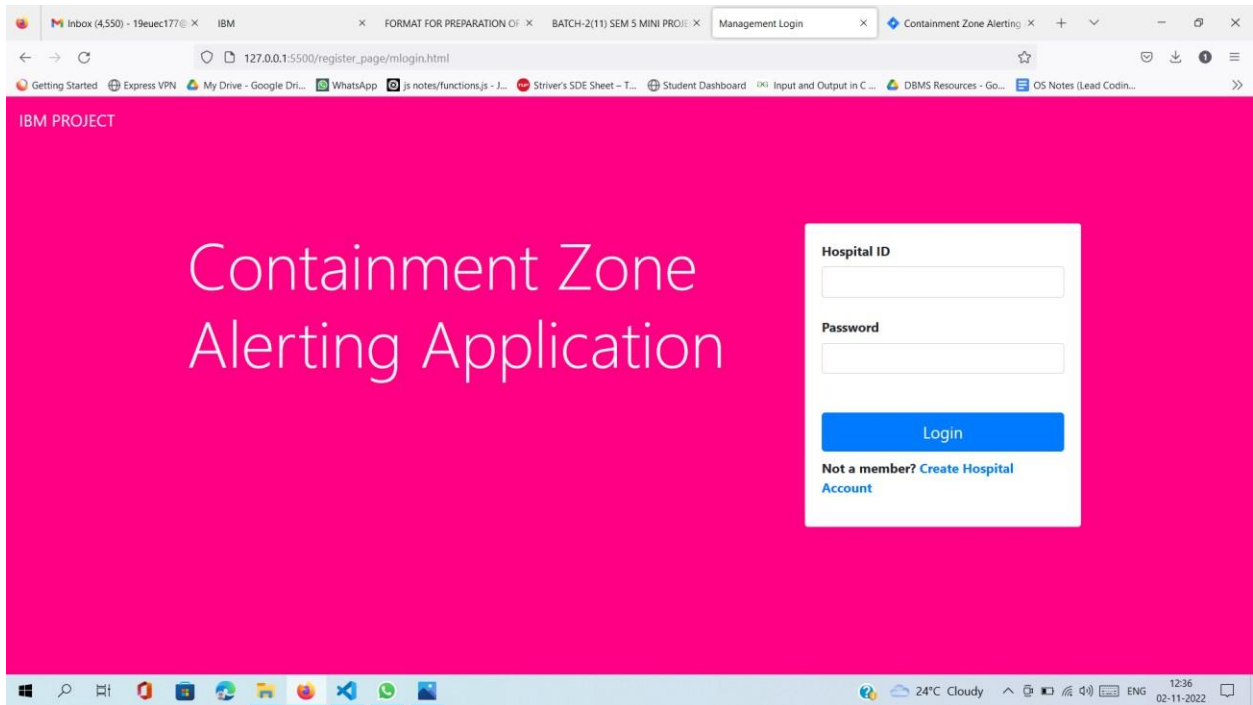 Inbox (4,550) - 19euec177@
IBM
FORMAT FOR PREPARATION OF
BATCH-2(11) SEM 5 MINI PROJE
Management Login
Containment Zone Alerting
127.0.0.1:5500/register_page/mlogin.html
Getting Started
Express VPN
My Drive - Google Dri...
WhatsApp
js notes/functions.js - J...
Striver's SDE Sheet – T...
Student Dashboard
Input and Output in C ...
DBMS Resources - Go...
OS Notes (Lead Codin...
IBM PROJECT
Containment Zone
Alerting Application
Hospital ID
Password
Login
Not a member? Create Hospital
Account
24°C Cloudy
ENG
12:36
02-11-2022